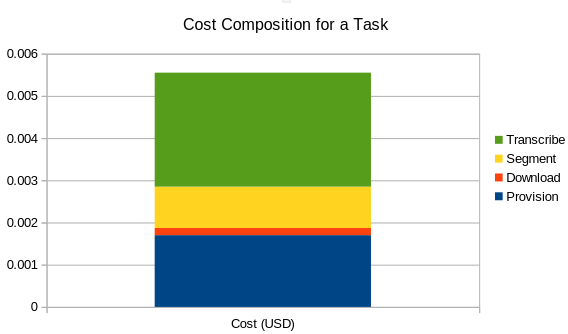 Cost Composition for a Task
0.006
0.005
0.004
0.003
0.002
0.001
0
Cost (USD)
Transcribe
Segment
Download
Provision